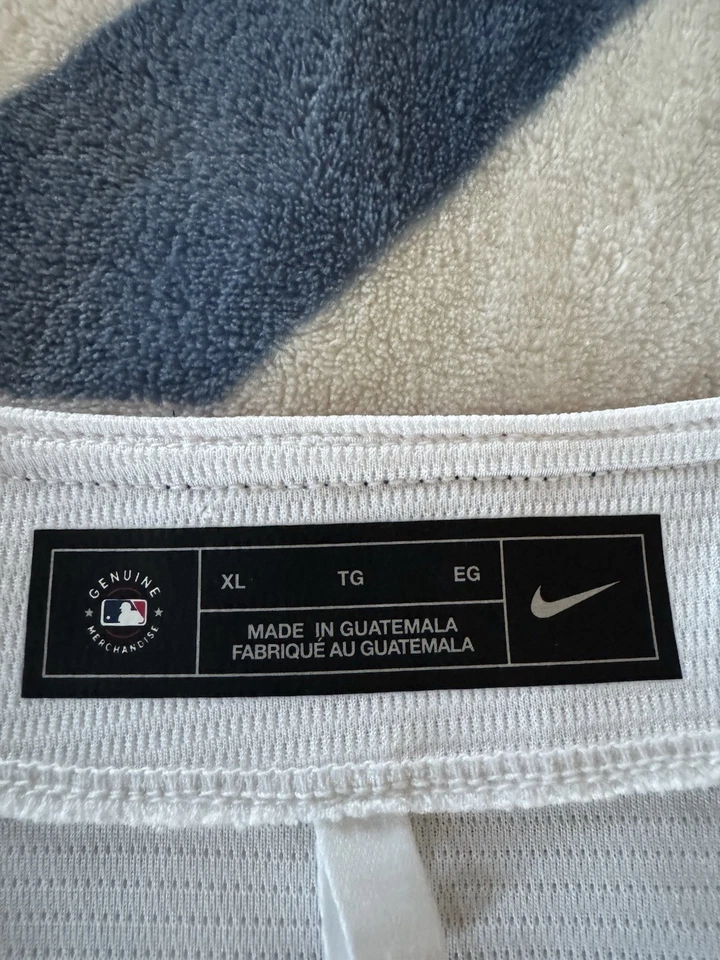 GENUINE
MERCHANDISE
XL TG EG
MADE IN GUATEMALA
FABRIQUÉ AU GUATEMALA